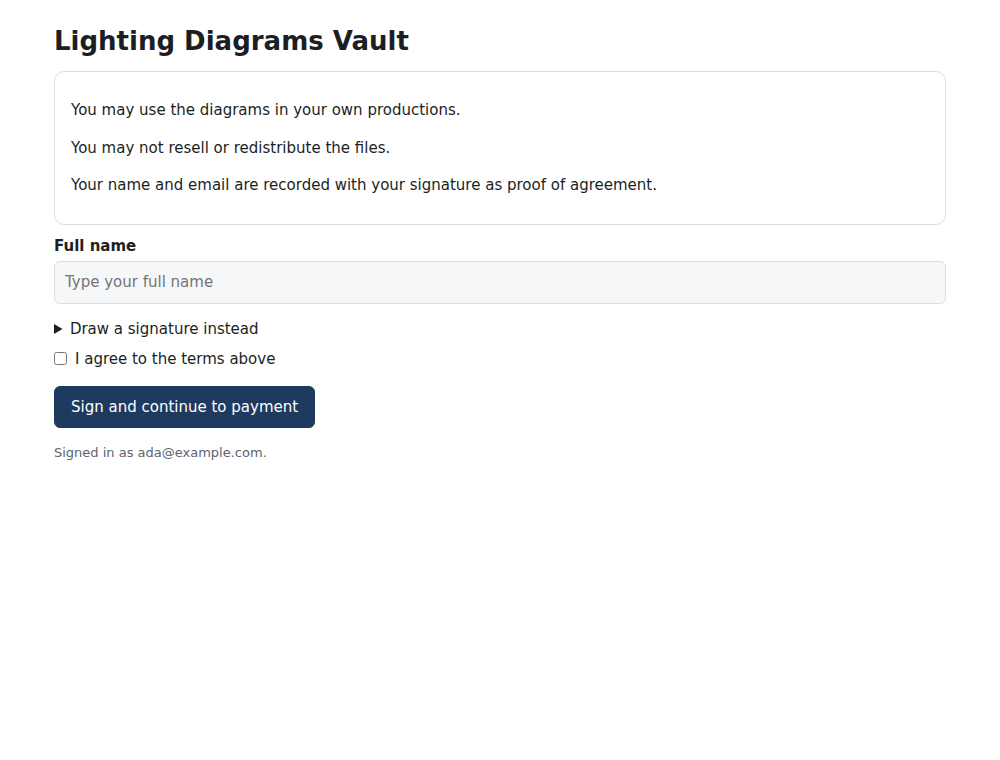 Lighting Diagrams Vault
You may use the diagrams in your own productions.
You may not resell or redistribute the files.
Your name and email are recorded with your signature as proof of agreement.
Full name
Type your full name
Draw a signature instead
I agree to the terms above
Sign and continue to payment
Signed in as ada@example.com.